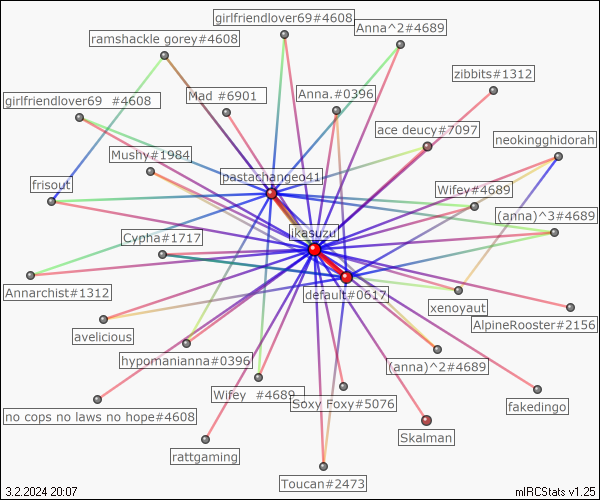 girlfriendlover69#4608
Anna^2#4689
ramshackle gorey#4608
zibbits#1312
Mad #6901
Anna.#0396
girlfriendlover69 #4608
ace deucy#7097
neokingghidorah
Mushy#1984
pastachangeo41
frisout
Wifey#4689
(anna)^3#4689
ikasuzu
Cypha#1717
Annarchist#1312
default#0617
xenoyaut
AlpineRooster#2156
avelicious
hypomanianna#0396
(anna)^2#4689
Wifey #4689
Soxy Foxy#5076
fakedingo
no cops no laws no hope#4608
Skalman
rattgaming
Toucan#2473
3.2.2024 20:07
mIRCStats v1.25